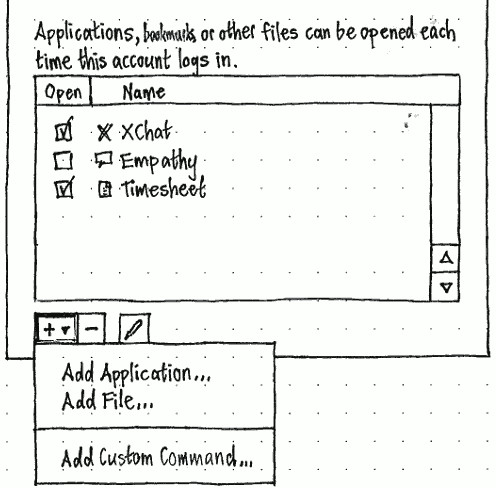 Applications, bookmarks, or other files can be opened each
time this account logs in.
Open Name
XChat
Empathy
Timesheet
+ −
Add Application...
Add File...
Add Custom Command...